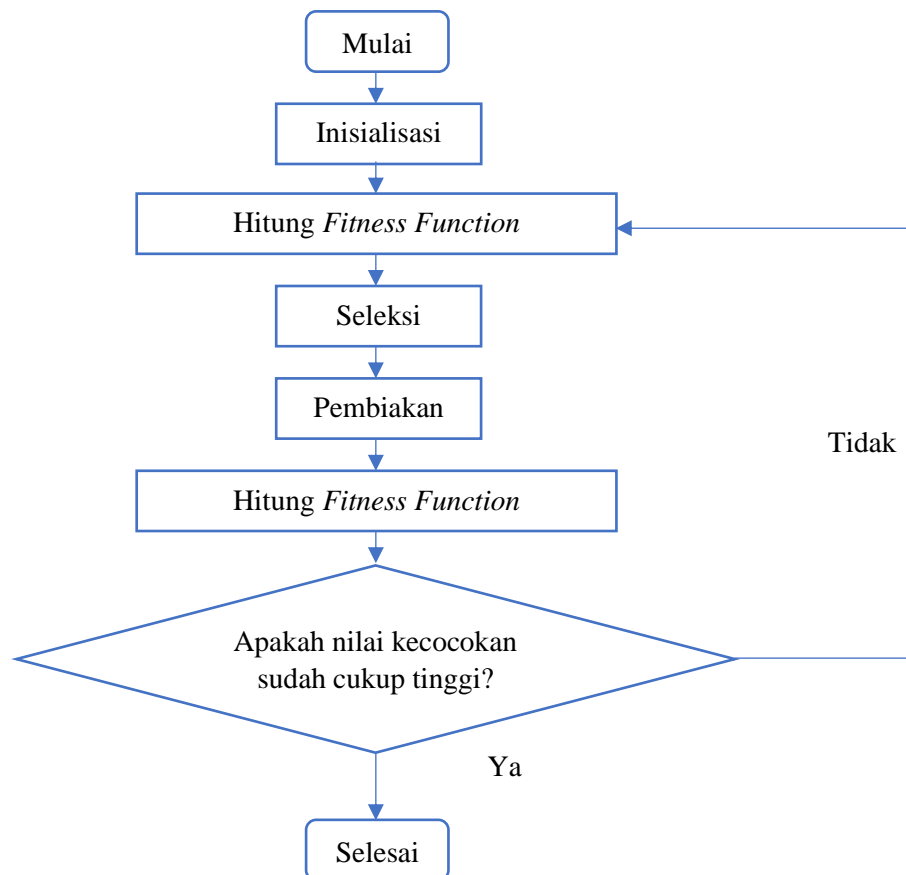 Mulai
Inisialisasi
Hitung Fitness Function
Seleksi
Pembiakan
Tidak
Hitung Fitness Function
Apakah nilai kecocokan
sudah cukup tinggi?
Ya
Selesai